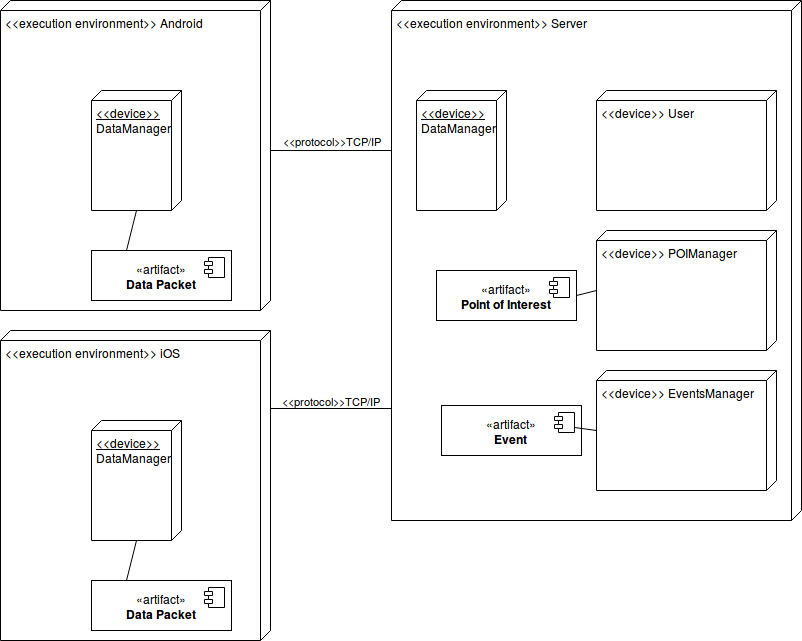 <<execution environment>> Android
<<device>>
DataManager
«artifact»
Data Packet
<<protocol>>TCP/IP
<<execution environment>> Server
<<device>>
DataManager
<<device>> User
<<device>> POIManager
«artifact»
Point of Interest
<<device>> EventsManager
«artifact»
Event
<<execution environment>> iOS
<<device>>
DataManager
«artifact»
Data Packet
<<protocol>>TCP/IP